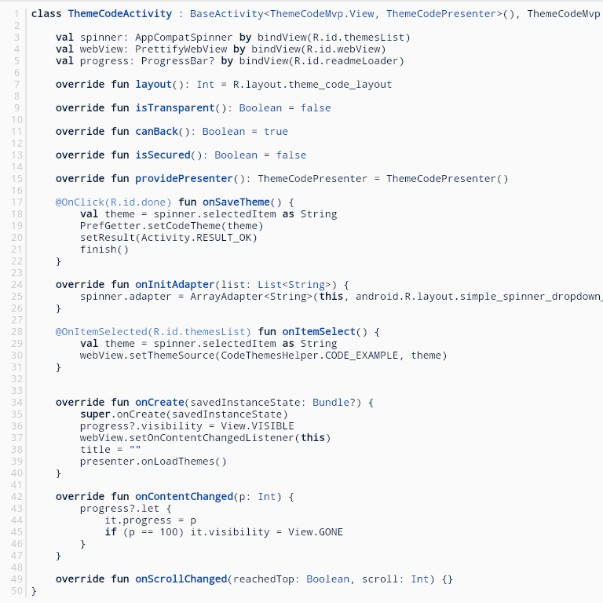 1 class ThemeCodeActivity : BaseActivity<ThemeCodeMvp.View, ThemeCodePresenter>(), ThemeCodeMvp
2
3 val spinner: AppCompatSpinner by bindView(R.id.themesList)
4 val webView: PrettifyWebView by bindView(R.id.webView)
5 val progress: ProgressBar? by bindView(R.id.readmeLoader)
6
7 override fun layout(): Int = R.layout.theme_code_layout
8
9 override fun isTransparent(): Boolean = false
10
11 override fun canBack(): Boolean = true
12
13 override fun isSecured(): Boolean = false
14
15 override fun providePresenter(): ThemeCodePresenter = ThemeCodePresenter()
16
17 @OnClick(R.id.done) fun onSaveTheme() {
18 val theme = spinner.selectedItem as String
19 PrefGetter.setCodeTheme(theme)
20 setResult(Activity.RESULT_OK)
21 finish()
22 }
23
24 override fun onInitAdapter(list: List<String>) {
25 spinner.adapter = ArrayAdapter<String>(this, android.R.layout.simple_spinner_dropdown_
26 }
27
28 @OnItemSelected(R.id.themesList) fun onItemSelect() {
29 val theme = spinner.selectedItem as String
30 webView.setThemeSource(CodeThemesHelper.CODE_EXAMPLE, theme)
31 }
32
33
34 override fun onCreate(savedInstanceState: Bundle?) {
35 super.onCreate(savedInstanceState)
36 progress?.visibility = View.VISIBLE
37 webView.setOnContentChangedListener(this)
38 title = ""
39 presenter.onLoadThemes()
40 }
41
42 override fun onContentChanged(p: Int) {
43 progress?.let {
44 it.progress = p
45 if (p == 100) it.visibility = View.GONE
46 }
47 }
48
49 override fun onScrollChanged(reachedTop: Boolean, scroll: Int) {}
50 }